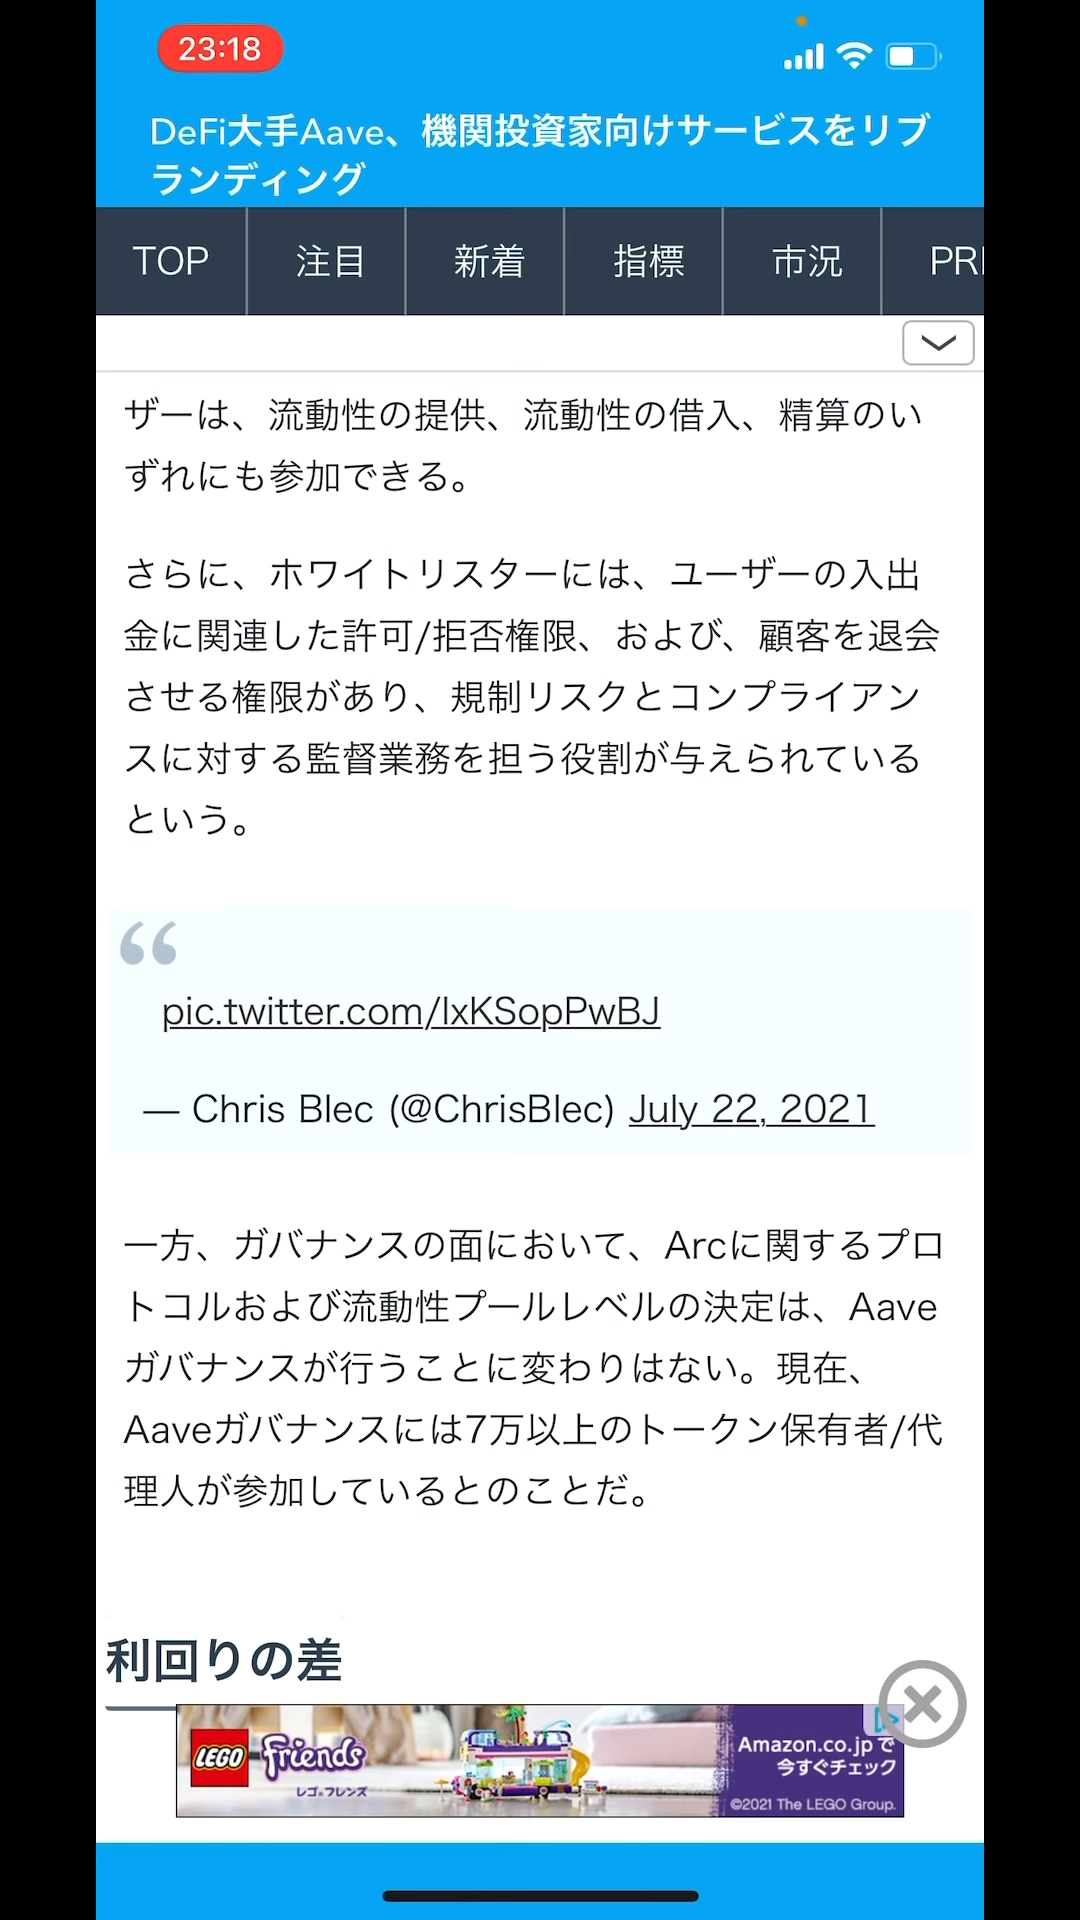 23:18
DeFi大手Aave、機関投資家向けサービスをリブ
ランディング
TOP 注目 新着 指標 市況 PR
ザーは、流動性の提供、流動性の借入、精算のい
ずれにも参加できる。
さらに、ホワイトリスターには、ユーザーの入出
金に関連した許可/拒否権限、および、顧客を退会
させる権限があり、規制リスクとコンプライアン
スに対する監督業務を担う役割が与えられている
という。
“
pic.twitter.com/lxKSopPwBJ
— Chris Blec (@ChrisBlec) July 22, 2021
一方、ガバナンスの面において、Arcに関するプロ
トコルおよび流動性プールレベルの決定は、Aave
ガバナンスが行うことに変わりはない。現在、
Aaveガバナンスには7万以上のトークン保有者/代
理人が参加しているとのことだ。
利回りの差
LEGO Friends
レゴ®フレンズ
Amazon.co.jpで
今すぐチェック
©2021 The LEGO Group.